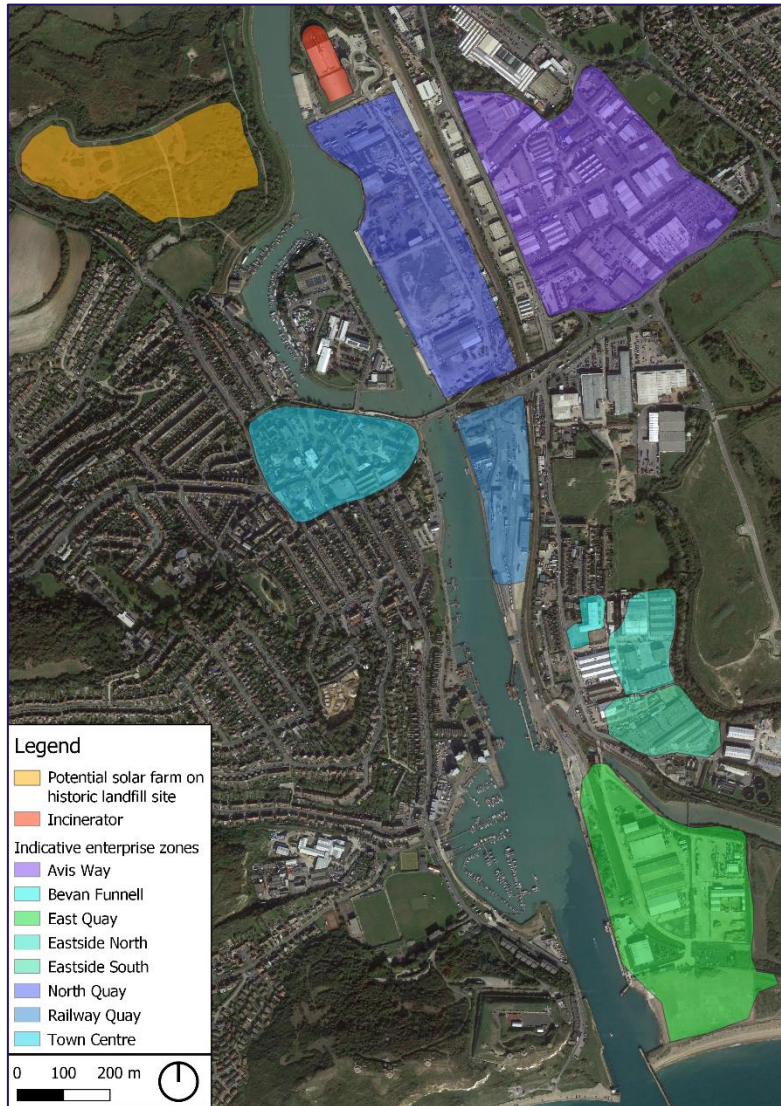 Legend
Potential solar farm on
historic landfill site
Incinerator
Indicative enterprise zones
Avis Way
Bevan Funnell
East Quay
Eastside North
Eastside South
North Quay
Railway Quay
Town Centre
0 100 200 m